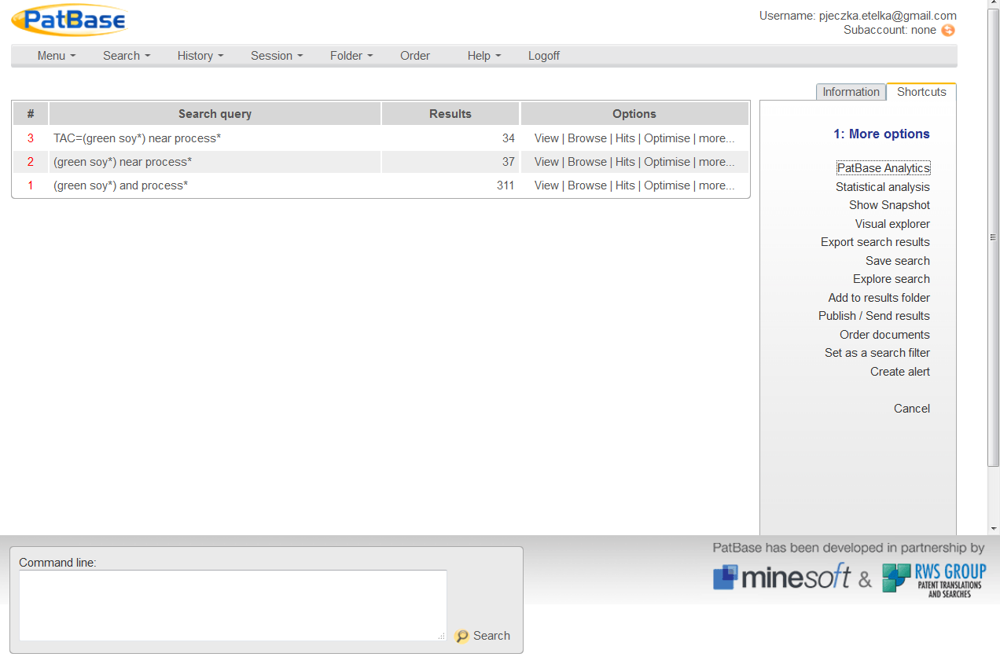 PatBase
Username: pjeczka.etelka@gmail.com
Subaccount: none
Menu Search History Session Folder Order Help Logoff
Information Shortcuts
# Search query Results Options
3 TAC=(green soy*) near process* 34 View | Browse | Hits | Optimise | more...
2 (green soy*) near process* 37 View | Browse | Hits | Optimise | more...
1 (green soy*) and process* 311 View | Browse | Hits | Optimise | more...
1: More options
PatBase Analytics
Statistical analysis
Show Snapshot
Visual explorer
Export search results
Save search
Explore search
Add to results folder
Publish / Send results
Order documents
Set as a search filter
Create alert
Cancel
Command line:
Search
PatBase has been developed in partnership by
minesoft & RWS GROUP
PATENT TRANSLATIONS
AND SEARCHES